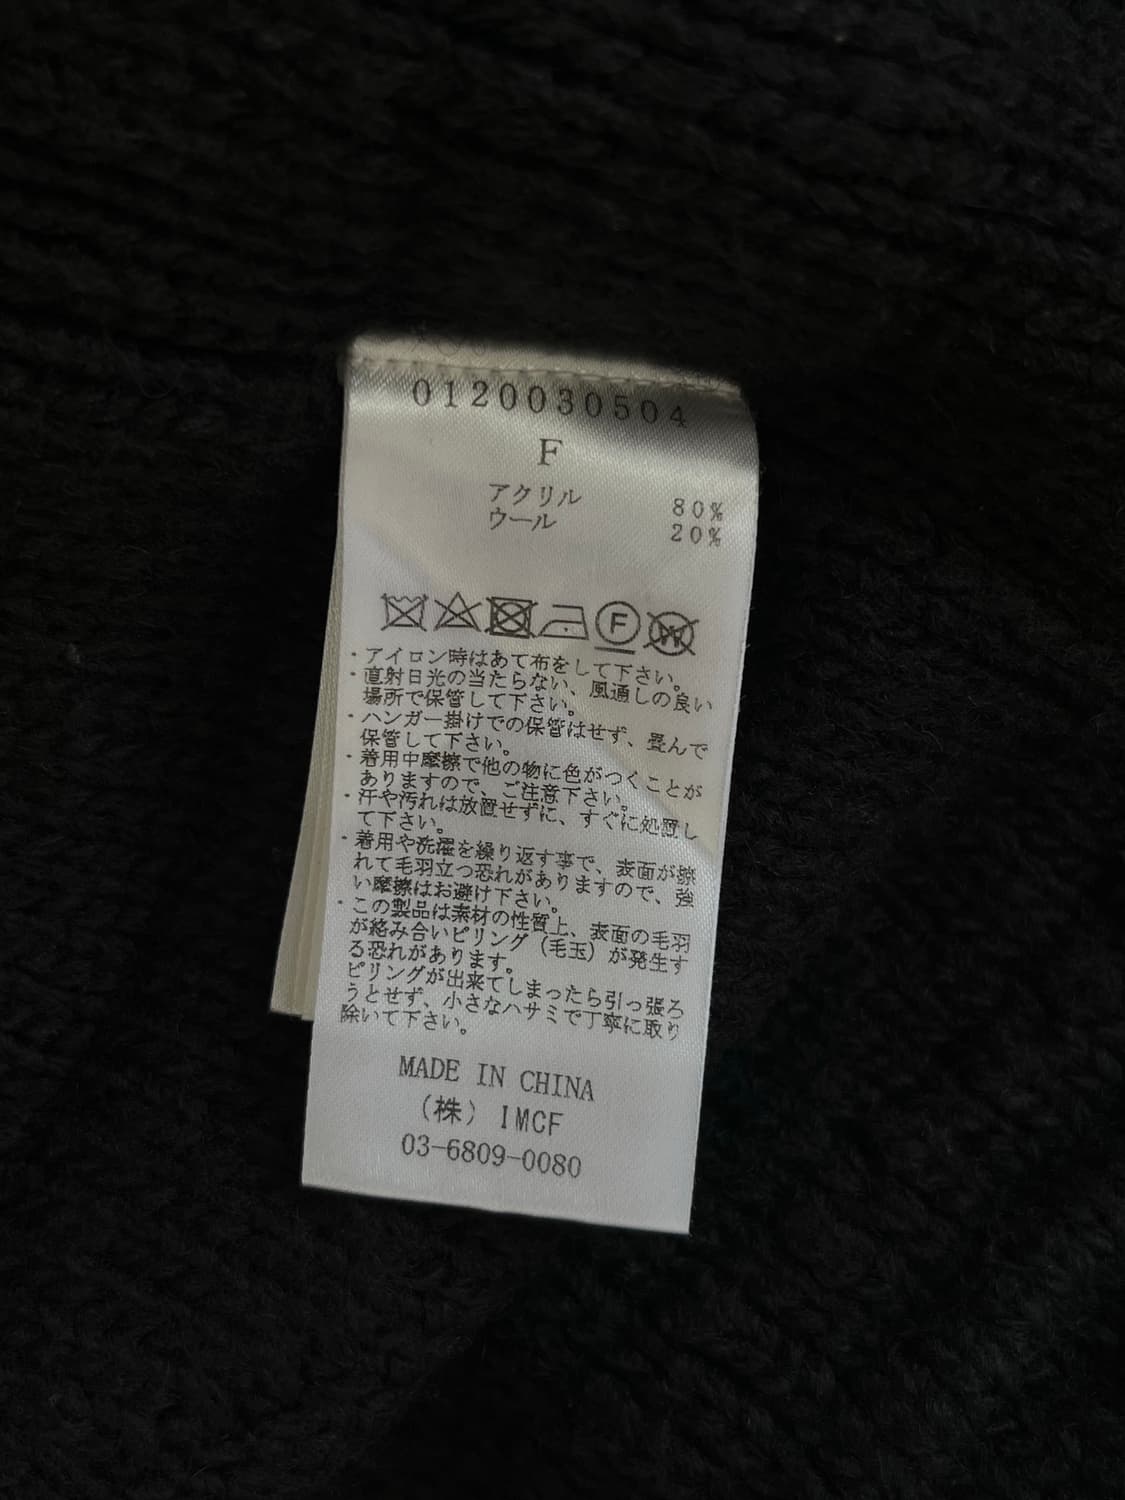 0120030504
F
アクリル 80%
ウール 20%
F
W
・アイロン時はあて布をして下さい。
・直射日光の当たらない、風通しの良い
場所で保管して下さい。
・ハンガー掛けでの保管はせず、畳んで
保管して下さい。
・着用中摩擦で他の物に色がつくことが
ありますので、ご注意下さい。
・汗や汚れは放置せずに、すぐに処置し
て下さい。
・着用や洗濯を繰り返す事で、表面が擦
れて毛羽立つ恐れがありますので、強
い摩擦はお避け下さい。
・この製品は素材の性質上、表面の毛羽
が絡み合いピリング（毛玉）が発生す
る恐れがあります。
ピリングが出来てしまったら引っ張ろ
うとせず、小さなハサミで丁寧に取り
除いて下さい。
MADE IN CHINA
（株）IMCF
03-6809-0080